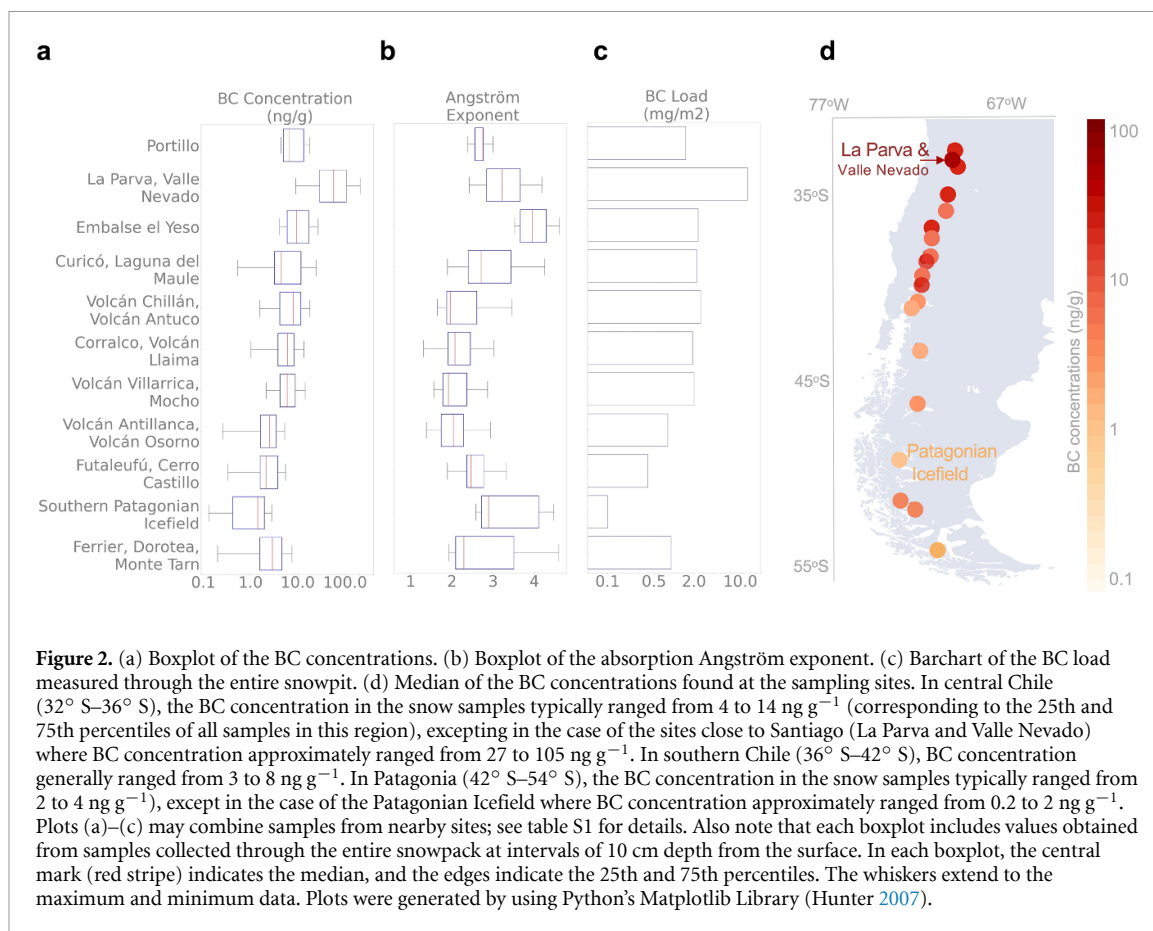 a
b
c
d
BC Concentration
(ng/g)
Angström
Exponent
BC Load
(mg/m2)
77ºW
67ºW
Portillo
La Parva, Valle
Nevado
Embalse el Yeso
Curicó, Laguna del
Maule
Volcán Chillán,
Volcán Antuco
Corralco, Volcán
Llaima
Volcán Villarrica,
Mocho
Volcán Antillanca,
Volcán Osorno
Futaleufú, Cerro
Castillo
Southern Patagonian
Icefield
Ferrier, Dorotea,
Monte Tarn
0.1 1.0 10.0 100.0
1 2 3 4
0.1 0.5 2.0 10.0
La Parva &
Valle Nevado
35ºS
45ºS
55ºS
Patagonian
Icefield
100
10
1
0.1
BC concentrations (ng/g)
Figure 2. (a) Boxplot of the BC concentrations. (b) Boxplot of the absorption Angström exponent. (c) Barchart of the BC load
measured through the entire snowpit. (d) Median of the BC concentrations found at the sampling sites. In central Chile
(32° S–36° S), the BC concentration in the snow samples typically ranged from 4 to 14 ng g⁻¹ (corresponding to the 25th and
75th percentiles of all samples in this region), excepting in the case of the sites close to Santiago (La Parva and Valle Nevado)
where BC concentration approximately ranged from 27 to 105 ng g⁻¹. In southern Chile (36° S–42° S), BC concentration
generally ranged from 3 to 8 ng g⁻¹. In Patagonia (42° S–54° S), the BC concentration in the snow samples typically ranged from
2 to 4 ng g⁻¹), except in the case of the Patagonian Icefield where BC concentration approximately ranged from 0.2 to 2 ng g⁻¹.
Plots (a)–(c) may combine samples from nearby sites; see table S1 for details. Also note that each boxplot includes values obtained
from samples collected through the entire snowpack at intervals of 10 cm depth from the surface. In each boxplot, the central
mark (red stripe) indicates the median, and the edges indicate the 25th and 75th percentiles. The whiskers extend to the
maximum and minimum data. Plots were generated by using Python's Matplotlib Library (Hunter 2007).